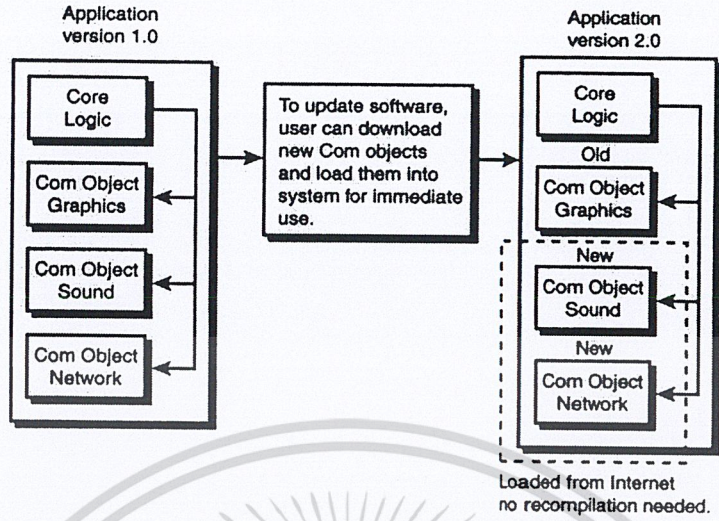 Application
version 1.0
Core
Logic
Com Object
Graphics
Com Object
Sound
Com Object
Network
To update software,
user can download
new Com objects
and load them into
system for immediate
use.
Application
version 2.0
Core
Logic
Old
Com Object
Graphics
New
Com Object
Sound
New
Com Object
Network
Loaded from Internet
no recompilation needed.